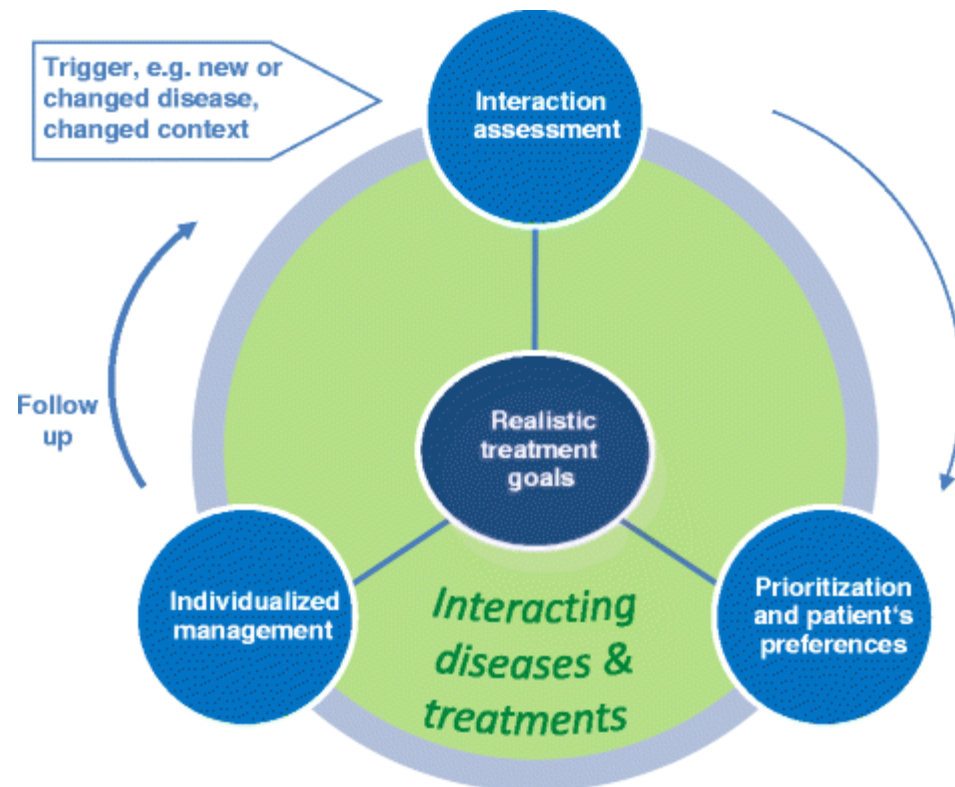 Trigger, e.g. new or
changed disease,
changed context
Interaction
assessment
Follow
up
Realistic
treatment
goals
Individualized
management
Prioritization
and patient‘s
preferences
Interacting
diseases &
treatments